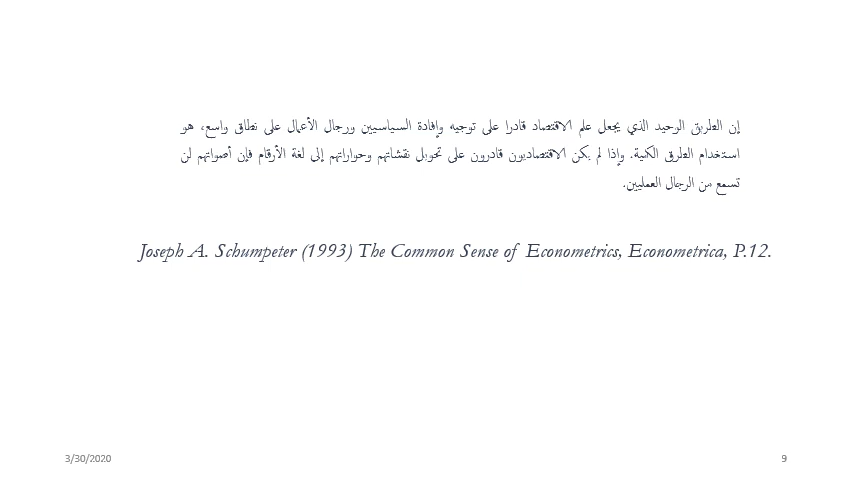 إن الطريق الوحيد الذي يجعل علم الاقتصاد قادرا على توجيه وإفادة السياسيين ورجال الأعمال على نطاق واسع، هو
استخدام الطرق الكمية. وإذا لم يكن الاقتصاديون قادرون على تحويل نقشاتهم وحواراتهم إلى لغة الأرقام فإن أصواتهم لن
تسمع من الرجال العمليين.
Joseph A. Schumpeter (1993) The Common Sense of Econometrics, Econometrica, P.12.
3/30/2020
9